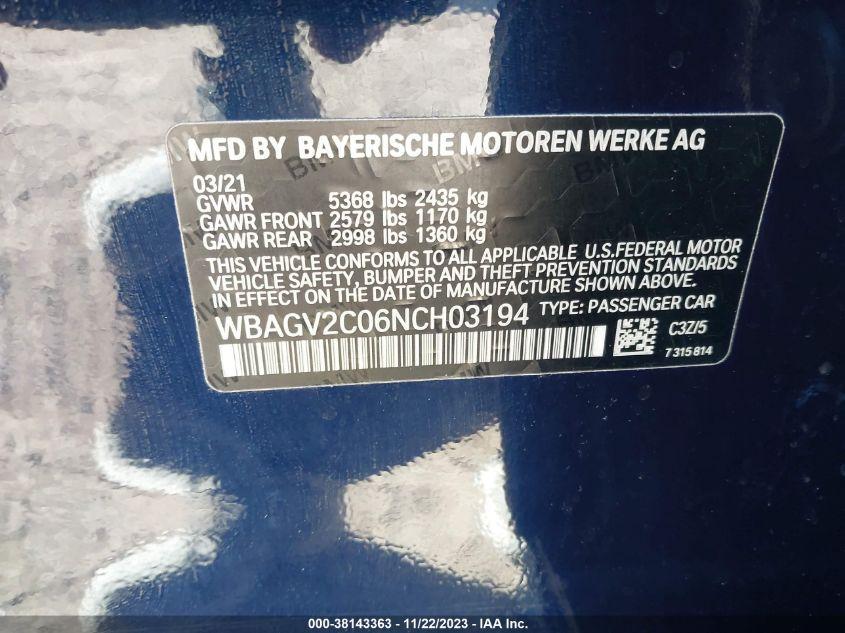 MFD BY BAYERISCHE MOTOREN WERKE AG
03/21
GVWR 5368 lbs 2435 kg
GAWR FRONT 2579 lbs 1170 kg
GAWR REAR 2998 lbs 1360 kg
THIS VEHICLE CONFORMS TO ALL APPLICABLE U.S.FEDERAL MOTOR
VEHICLE SAFETY, BUMPER AND THEFT PREVENTION STANDARDS
IN EFFECT ON THE DATE OF MANUFACTURE SHOWN ABOVE.
WBAGV2C06NCH03194 TYPE: PASSENGER CAR
C3Z/5
7315814
000-38143363 - 11/22/2023 - IAA Inc.